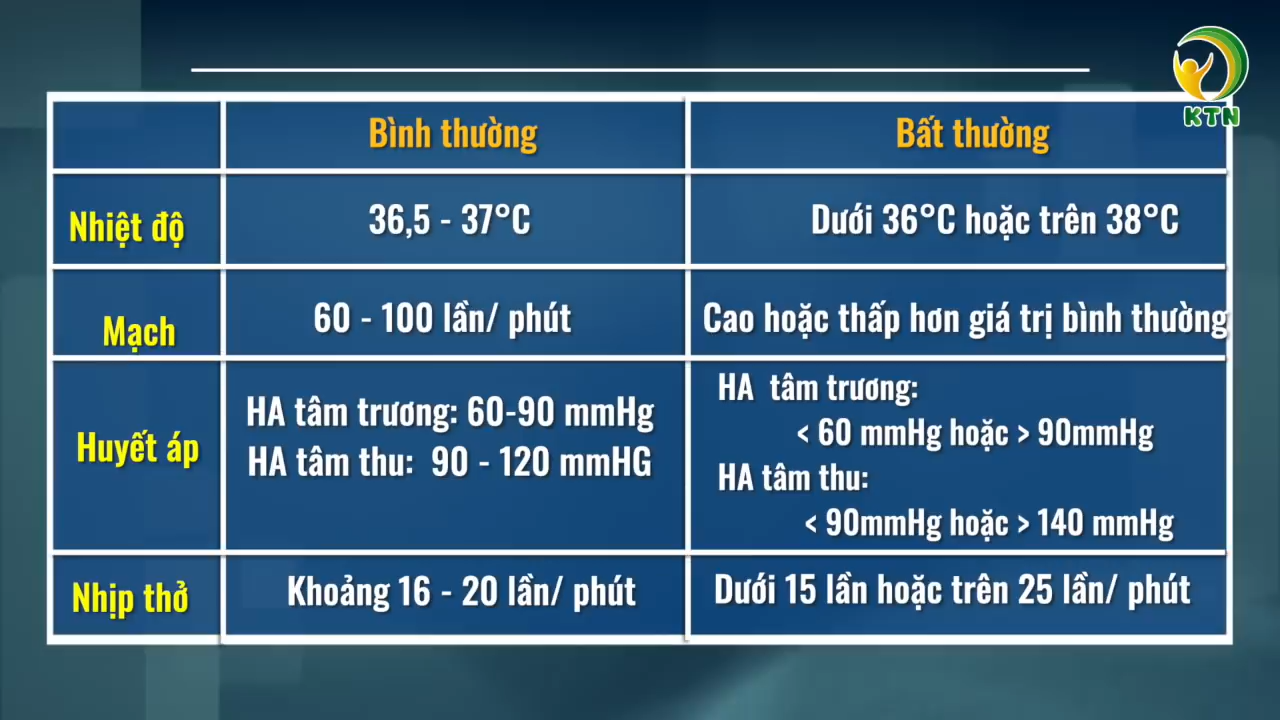 KTN
Bình thường
Bất thường
Nhiệt độ
36,5 - 37°C
Dưới 36°C hoặc trên 38°C
Mạch
60 - 100 lần/ phút
Cao hoặc thấp hơn giá trị bình thường
Huyết áp
HA tâm trương: 60-90 mmHg
HA tâm thu: 90 - 120 mmHG
HA tâm trương:
< 60 mmHg hoặc > 90mmHg
HA tâm thu:
< 90mmHg hoặc > 140 mmHg
Nhịp thở
Khoảng 16 - 20 lần/ phút
Dưới 15 lần hoặc trên 25 lần/ phút